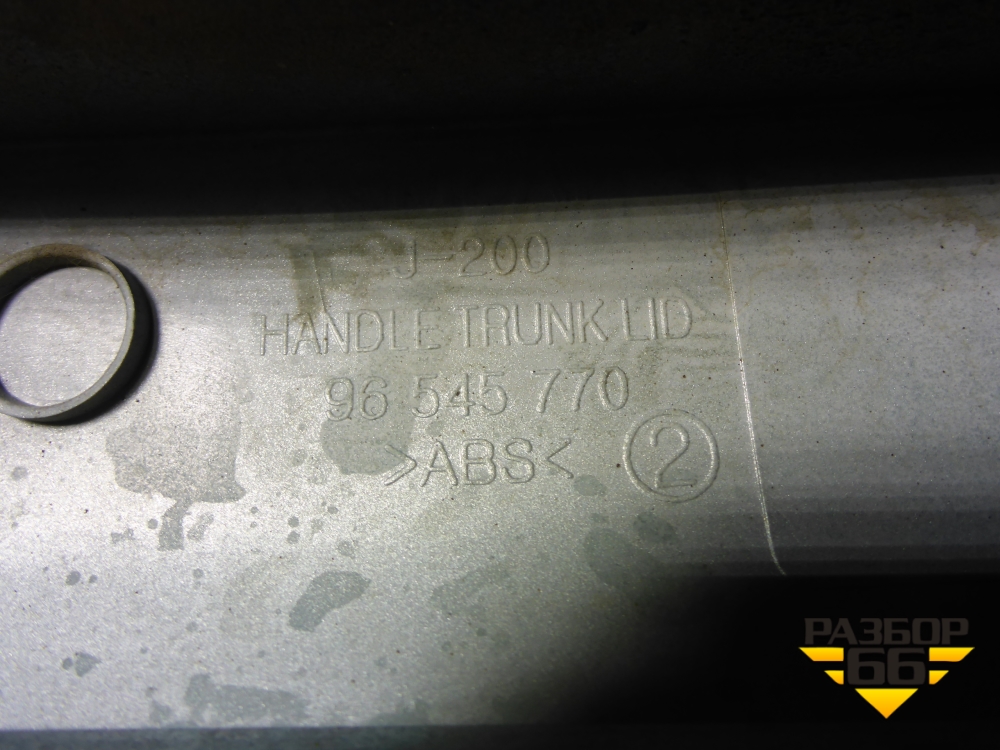 J-200
HANDLE TRUNK LID
96 545 770
>ABS< 2
РАЗБОР
66